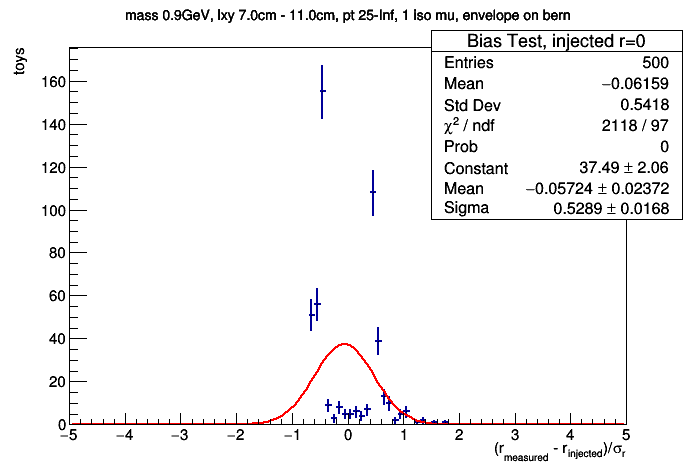 mass 0.9GeV, lxy 7.0cm - 11.0cm, pt 25-Inf, 1 Iso mu, envelope on bern
Bias Test, injected r=0
Entries 500
Mean −0.06159
Std Dev 0.5418
χ² / ndf 2118 / 97
Prob 0
Constant 37.49 ± 2.06
Mean −0.05724 ± 0.02372
Sigma 0.5289 ± 0.0168
toys
160
140
120
100
80
60
40
20
0
−5 −4 −3 −2 −1 0 1 2 3 4 5
(r_measured - r_injected)/σ_r